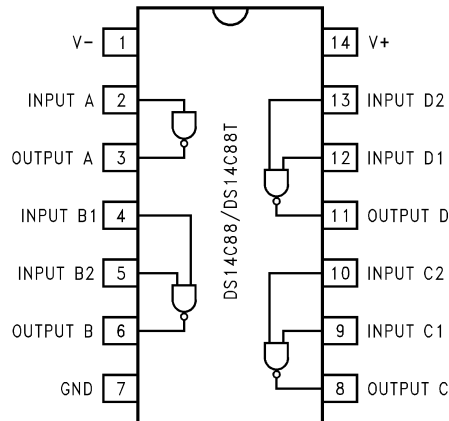 V- 1
INPUT A 2
OUTPUT A 3
INPUT B1 4
INPUT B2 5
OUTPUT B 6
GND 7
DS14C88/DS14C88T
14 V+
13 INPUT D2
12 INPUT D1
11 OUTPUT D
10 INPUT C2
9 INPUT C1
8 OUTPUT C